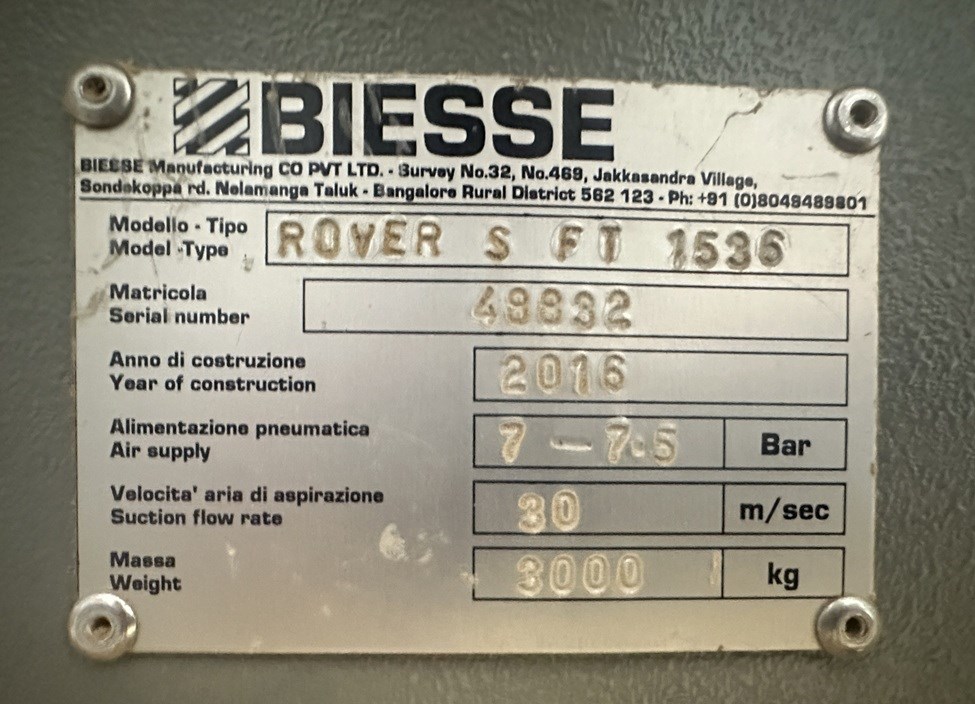 BIESSE
BIESSE Manufacturing CO PVT LTD. - Survey No.32, No.469, Jakkasandra Village,
Sondekoppa rd. Nelamanga Taluk - Bangalore Rural District 562 123 - Ph: +91 (0)8049489801
Modello - Tipo
Model -Type
ROVER S FT 1536
Matricola
Serial number
Anno di costruzione
Year of construction
2016
Alimentazione pneumatica
Air supply
7 - 7.5 Bar
Velocita' aria di aspirazione
Suction flow rate
30 m/sec
Massa
Weight
3000 kg